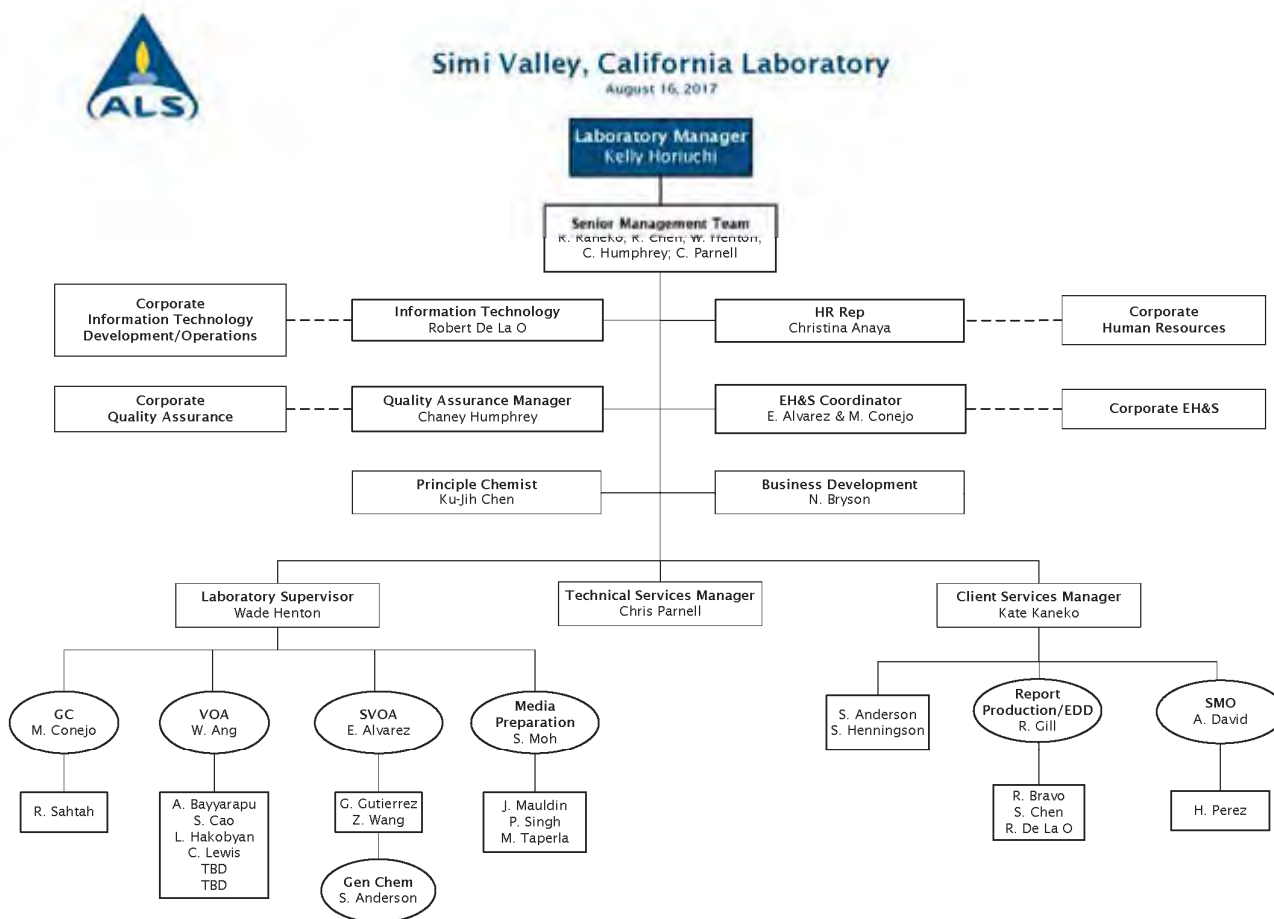 ALS
Simi Valley, California Laboratory
August 16, 2017
Laboratory Manager
Kelly Horiuchi
Senior Management Team
Kaneko; Chen; W. Henton;
C. Humphrey; C. Parnell
Corporate
Information Technology
Development/Operations
Information Technology
Robert De La O
HR Rep
Christina Anaya
Corporate
Human Resources
Corporate
Quality Assurance
Quality Assurance Manager
Chaney Humphrey
EH&S Coordinator
E. Alvarez & M. Conejo
Corporate EH&S
Principle Chemist
Ku-Jih Chen
Business Development
N. Bryson
Laboratory Supervisor
Wade Henton
Technical Services Manager
Chris Parnell
Client Services Manager
Kate Kaneko
GC
M. Conejo
VOA
W. Ang
SVOA
E. Alvarez
Media
Preparation
S. Moh
S. Anderson
S. Henningson
Report
Production/EDD
R. Gill
SMO
A. David
R. Sahtah
A. Bayyarapu
S. Cao
L. Hakobyan
C. Lewis
TBD
TBD
G. Gutierrez
Z. Wang
J. Mauldin
P. Singh
M. Taperla
R. Bravo
S. Chen
R. De La O
H. Perez
Gen Chem
S. Anderson